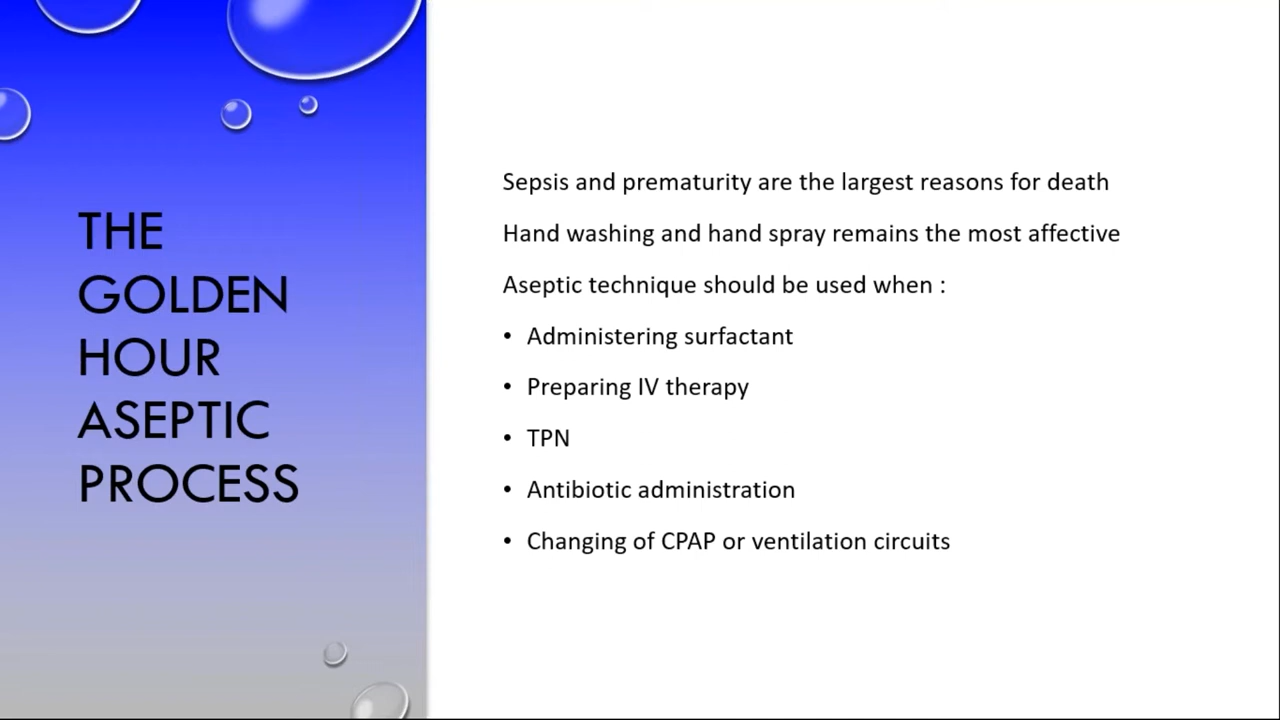 THE
GOLDEN
HOUR
ASEPTIC
PROCESS
Sepsis and prematurity are the largest reasons for death
Hand washing and hand spray remains the most affective
Aseptic technique should be used when :
• Administering surfactant
• Preparing IV therapy
• TPN
• Antibiotic administration
• Changing of CPAP or ventilation circuits